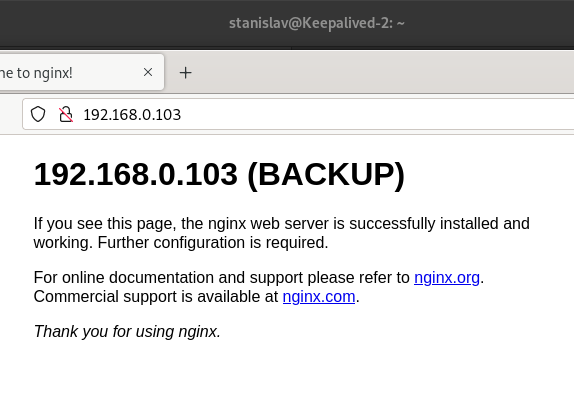 stanislav@Keepalived-2: ~
ne to nginx!
192.168.0.103
192.168.0.103 (BACKUP)
If you see this page, the nginx web server is successfully installed and
working. Further configuration is required.
For online documentation and support please refer to nginx.org.
Commercial support is available at nginx.com.
Thank you for using nginx.